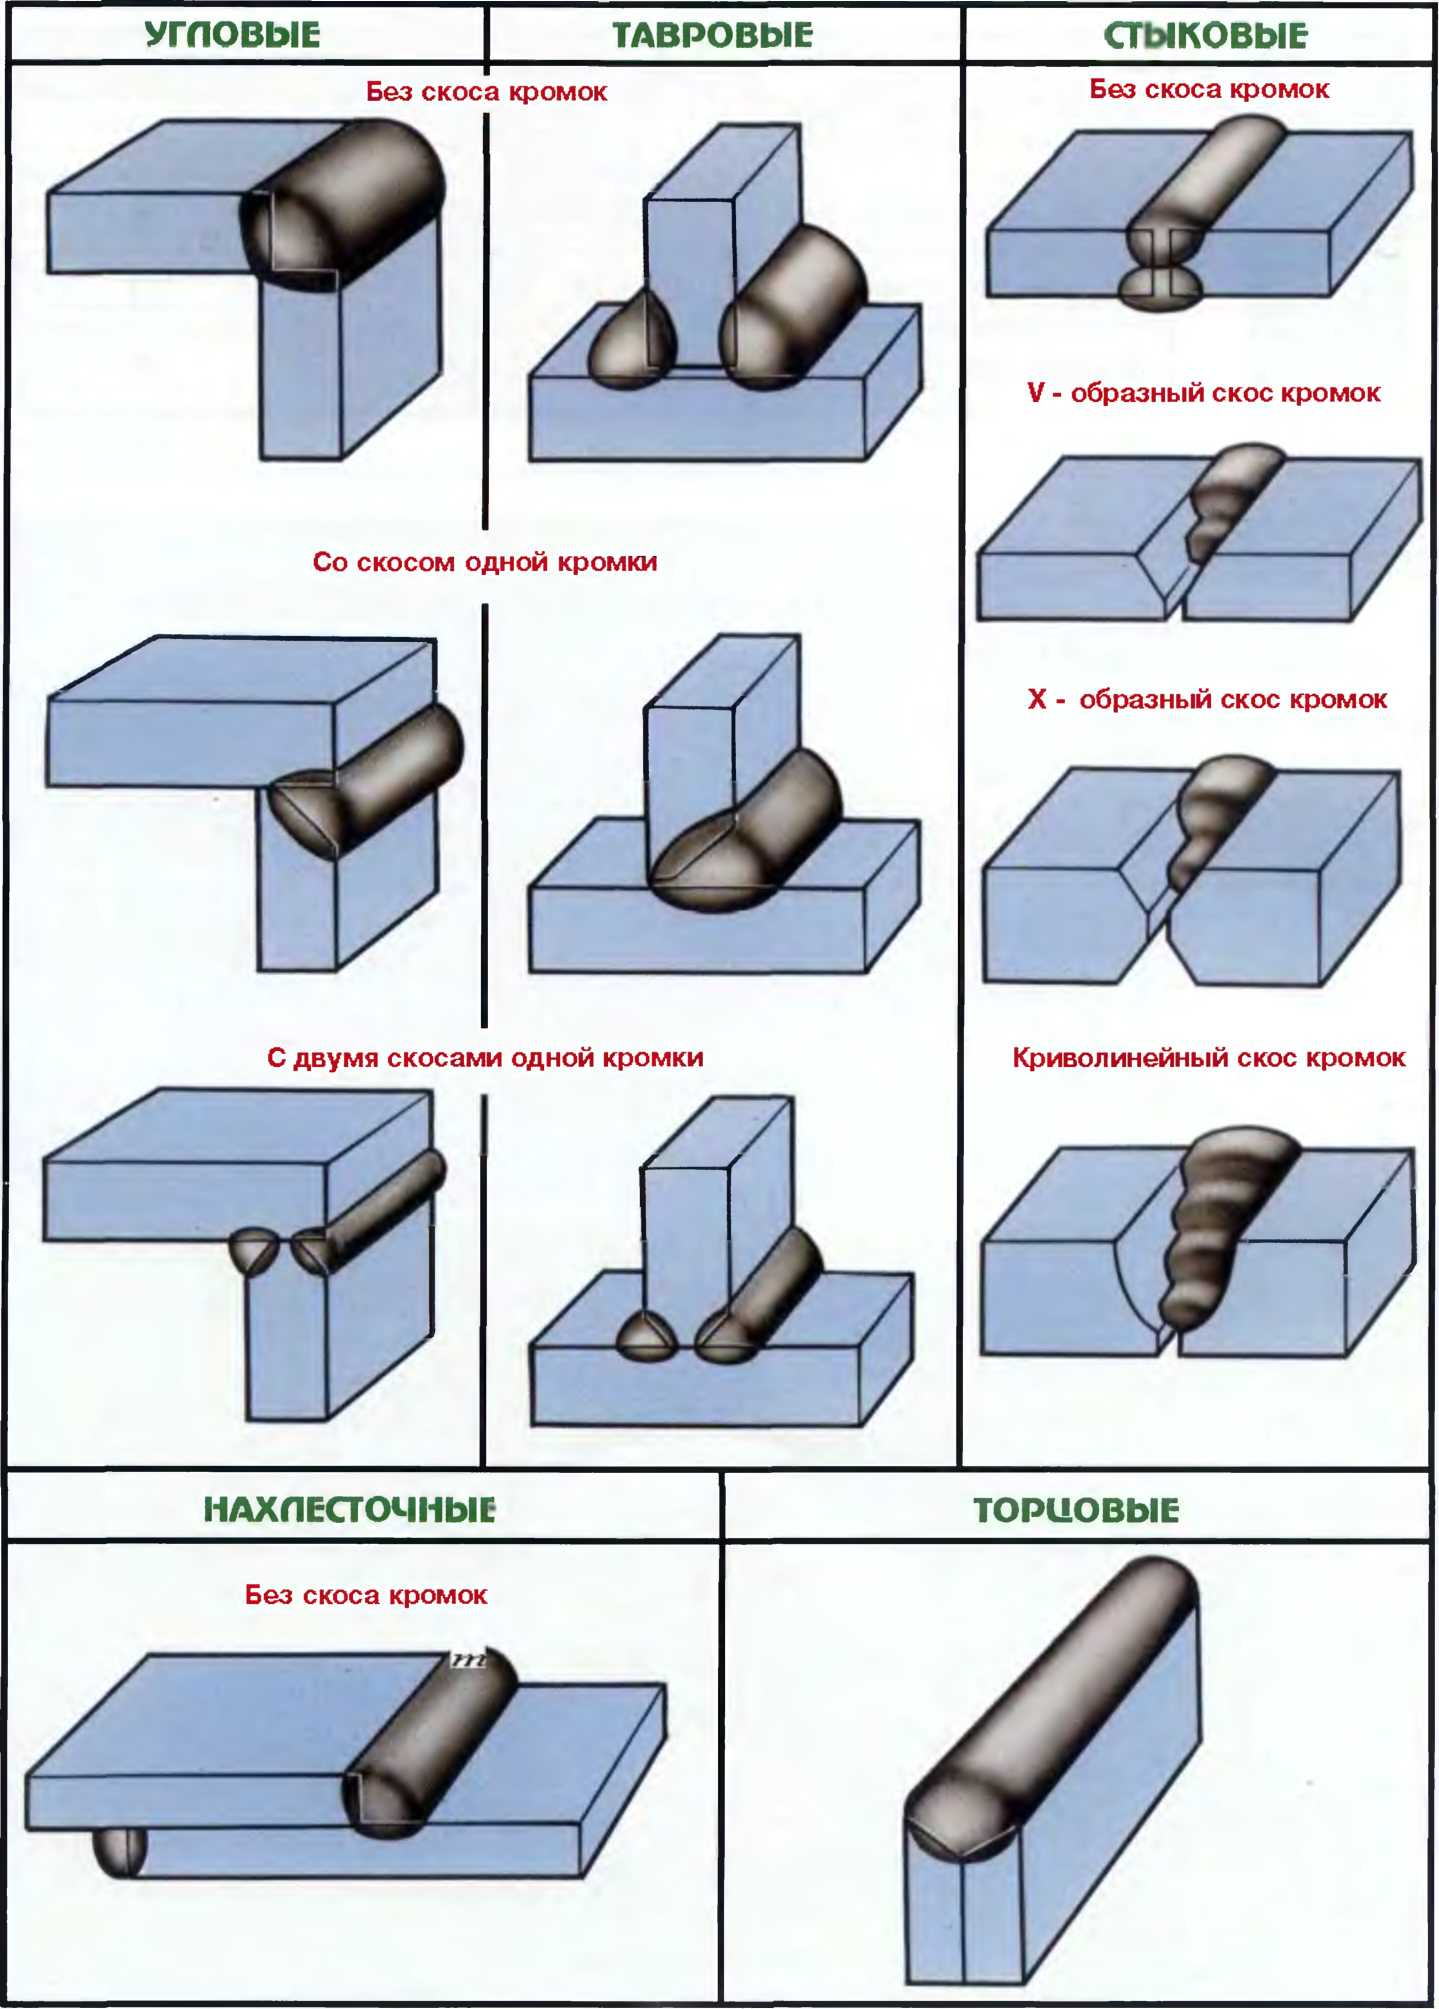 УГЛОВЫЕ
ТАВРОВЫЕ
СТЫКОВЫЕ
Без скоса кромок
Без скоса кромок
V - образный скос кромок
Со скосом одной кромки
X - образный скос кромок
С двумя скосами одной кромки
Криволинейный скос кромок
НАХЛЕСТОЧНЫЕ
ТОРЦОВЫЕ
Без скоса кромок
m